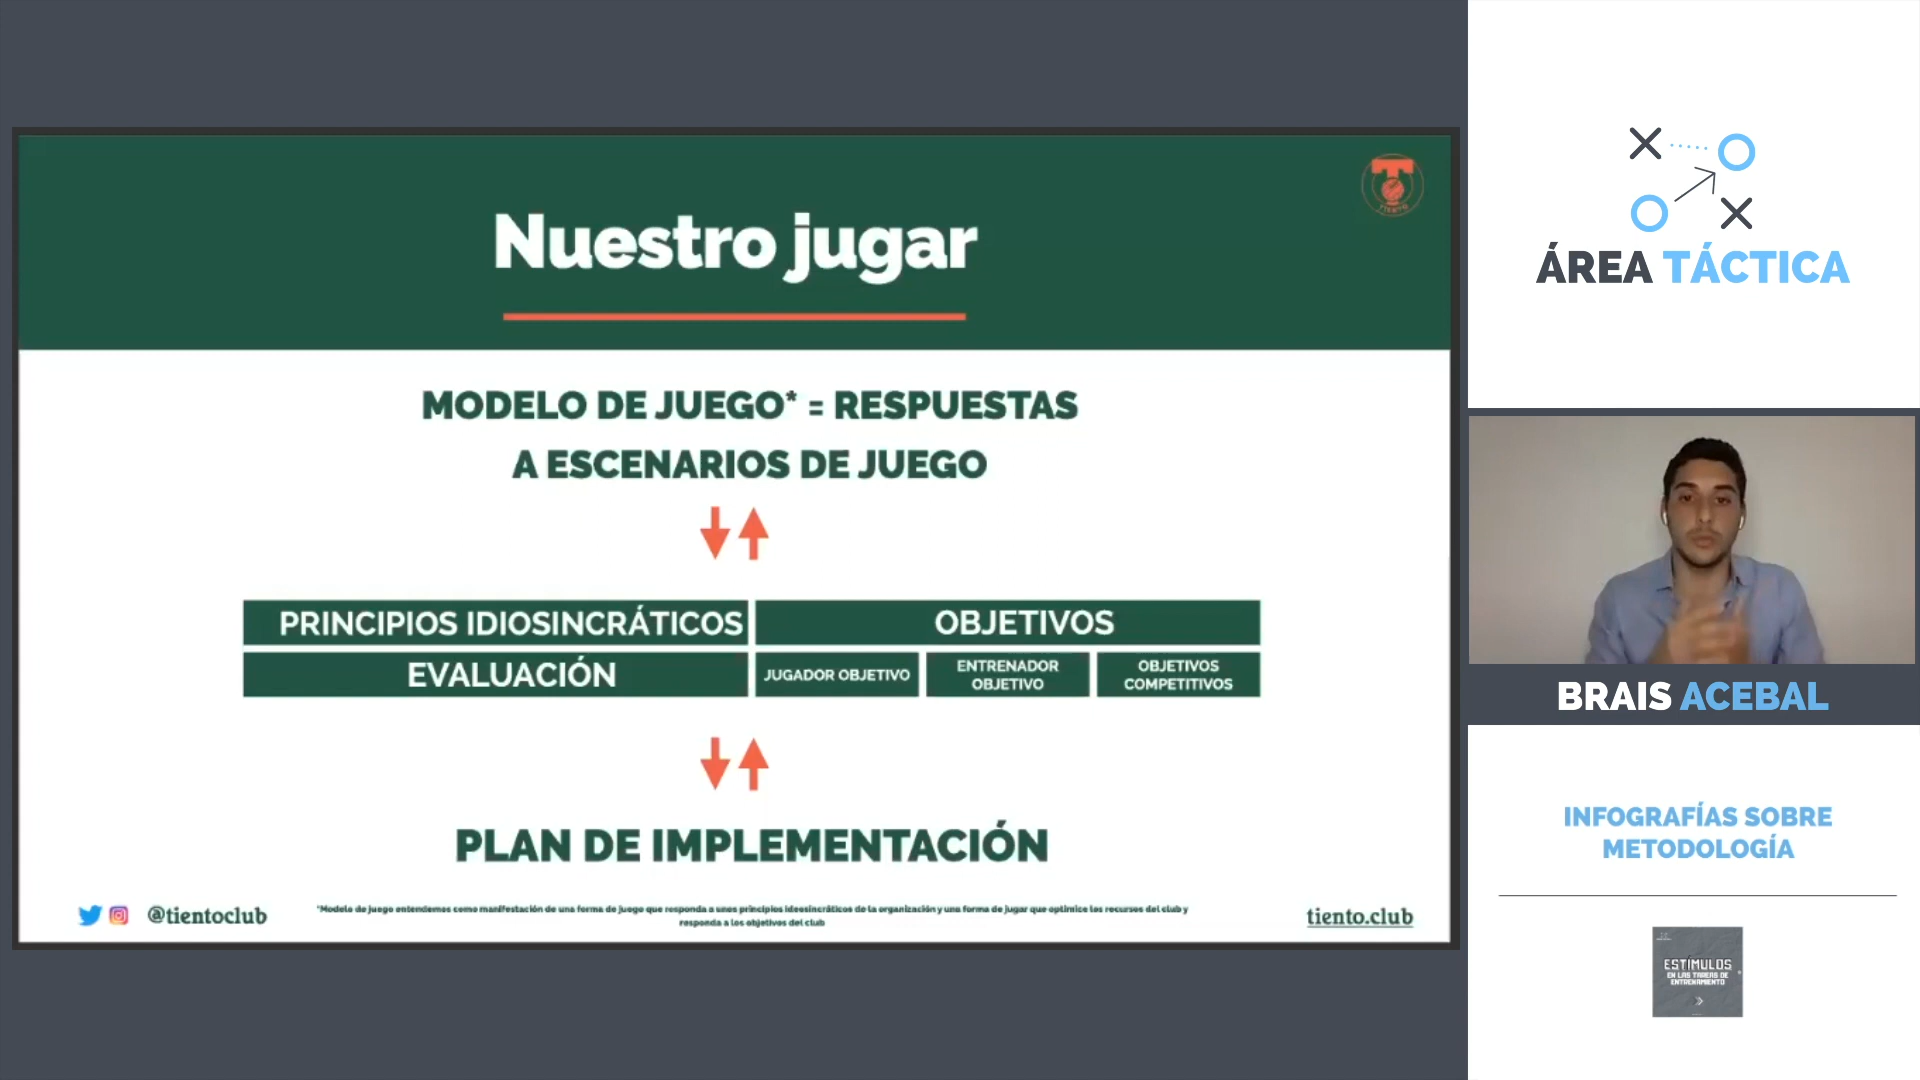 Nuestro jugar
MODELO DE JUEGO* = RESPUESTAS
A ESCENARIOS DE JUEGO
PRINCIPIOS IDIOSINCRÁTICOS
OBJETIVOS
EVALUACIÓN
JUGADOR OBJETIVO
ENTRENADOR
OBJETIVO
OBJETIVOS
COMPETITIVOS
PLAN DE IMPLEMENTACIÓN
@tientoclub
*Modelo de juego entendemos como manifestación de una forma de juego que responda a unos principios ideosincráticos de la organización y una forma de jugar que optimice los recursos del club y
responda a los objetivos del club
tiento.club
ÁREA TÁCTICA
BRAIS ACEBAL
INFOGRAFÍAS SOBRE
METODOLOGÍA
ESTÍMULOS
EN LAS TAREAS DE
ENTRENAMIENTO